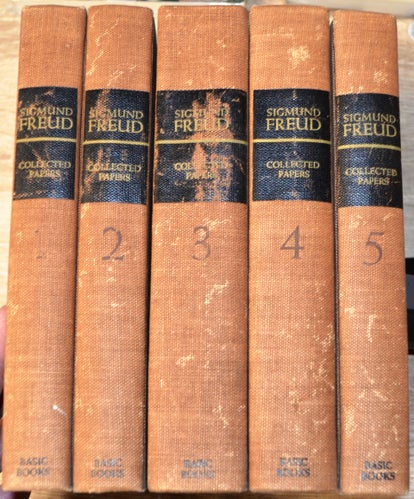 SIGMUND
FREUD
COLLECTED
PAPERS
1
BASIC
BOOKS
SIGMUND
FREUD
COLLECTED
PAPERS
2
BASIC
BOOKS
SIGMUND
FREUD
COLLECTED
PAPERS
3
BASIC
BOOKS
SIGMUND
FREUD
COLLECTED
PAPERS
4
BASIC
BOOKS
SIGMUND
FREUD
COLLECTED
PAPERS
5
BASIC
BOOKS